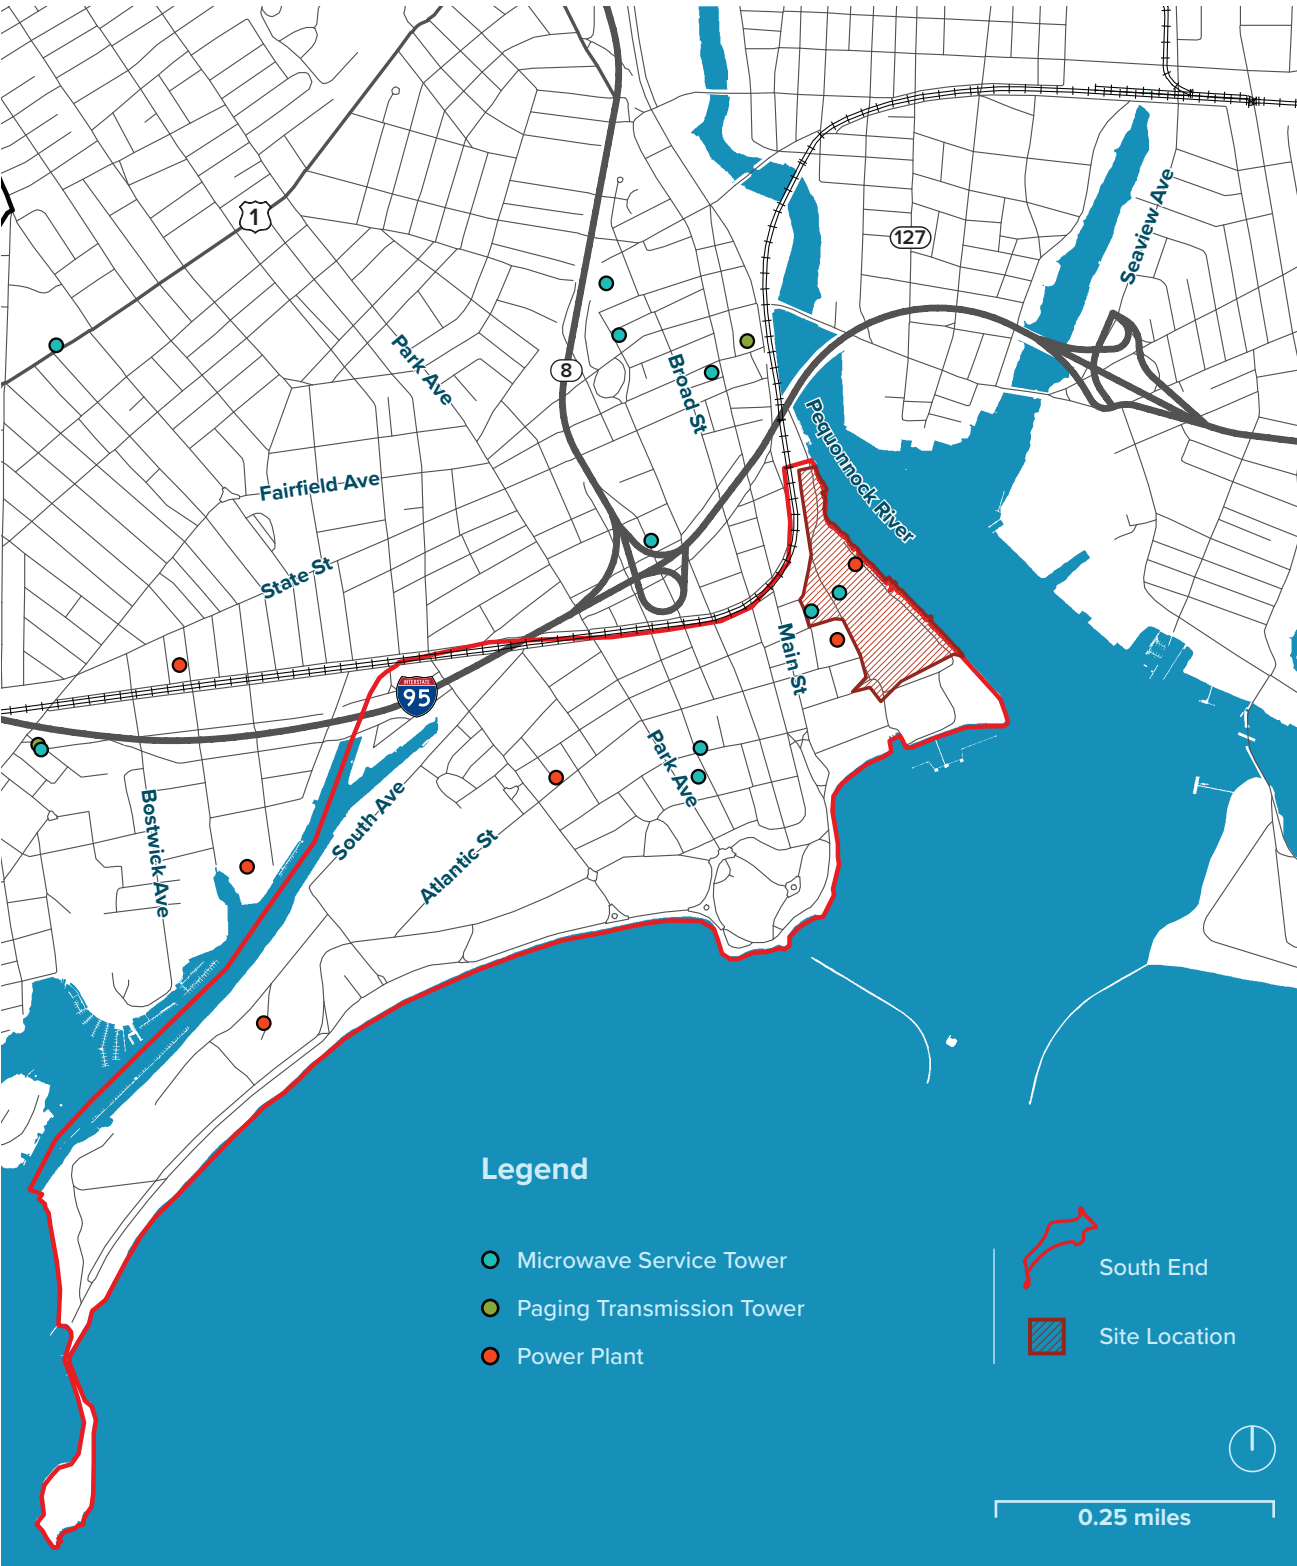 1
127
Seaview Ave
Park Ave
8
Broad St
Pequonnock River
Fairfield Ave
State St
Main St
INTERSTATE
95
Park Ave
South Ave
Bostwick Ave
Atlantic St
Legend
Microwave Service Tower
Paging Transmission Tower
Power Plant
South End
Site Location
0.25 miles